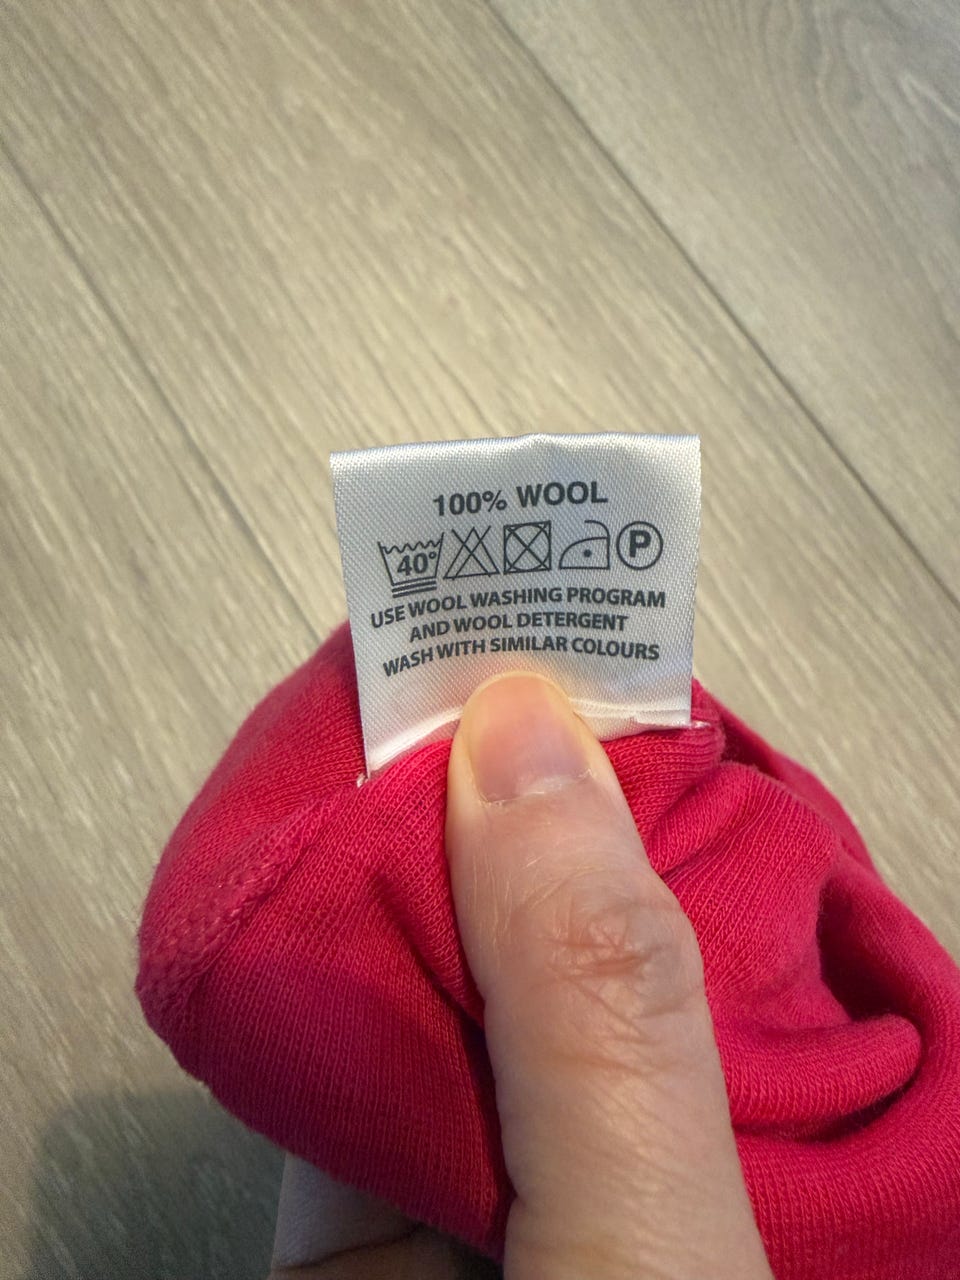 100% WOOL
40° P
USE WOOL WASHING PROGRAM
AND WOOL DETERGENT
WASH WITH SIMILAR COLOURS